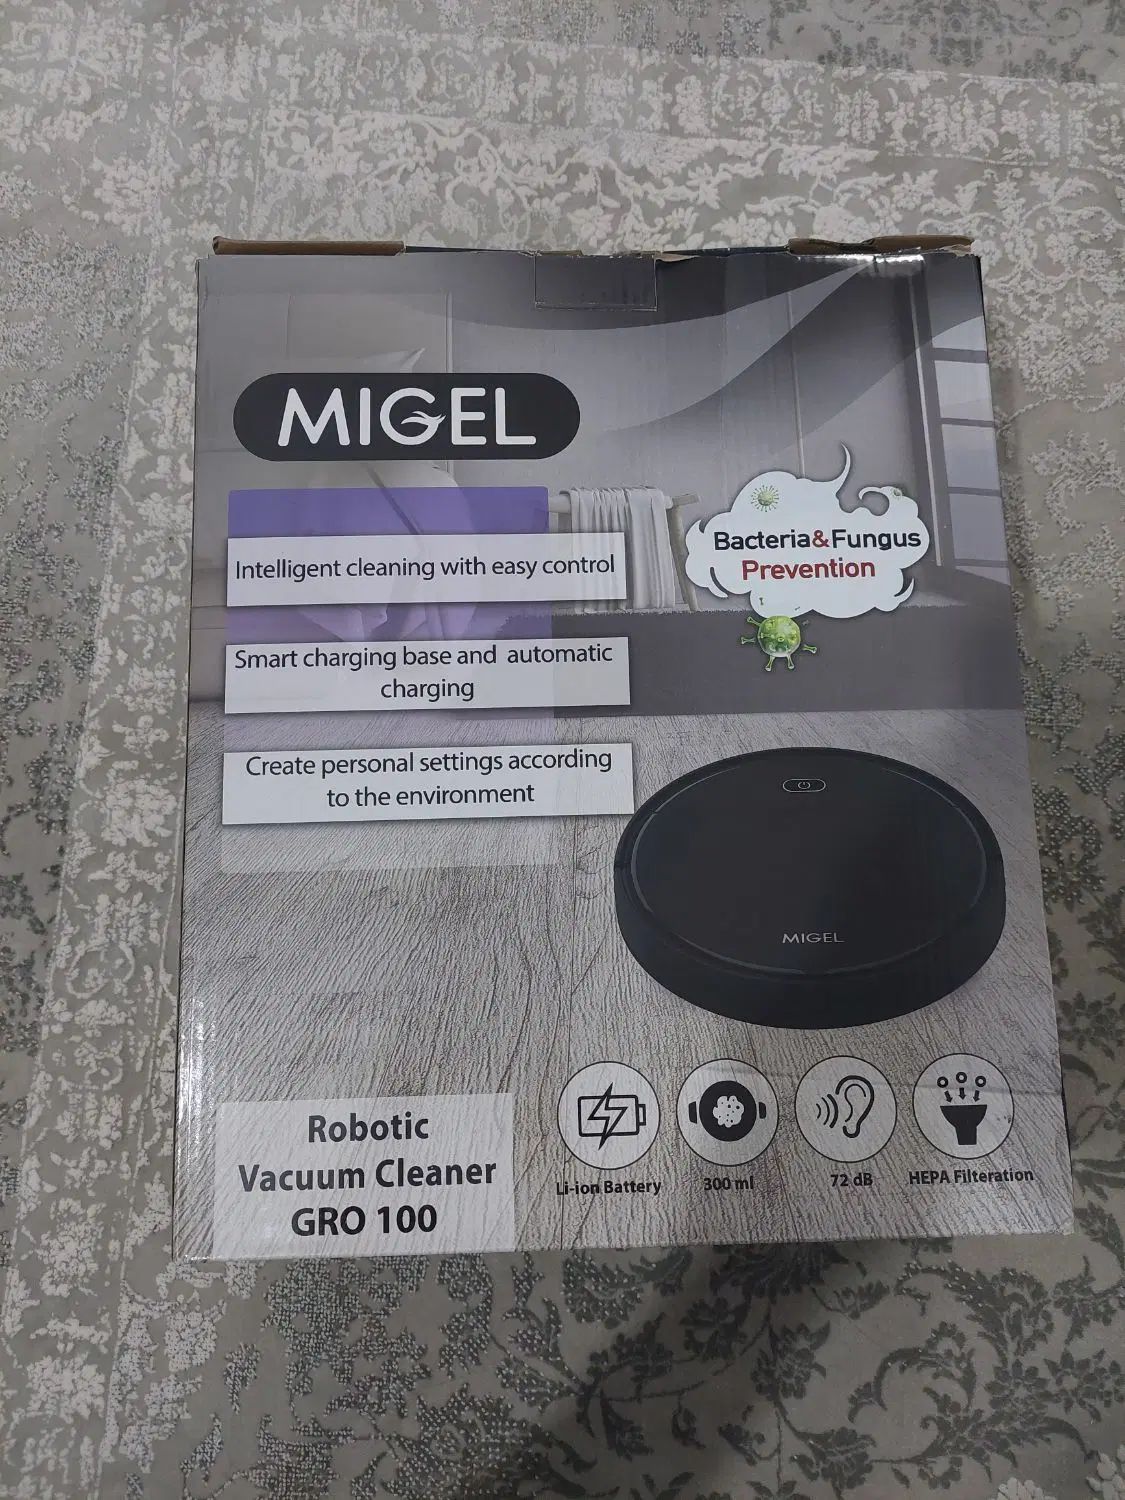 MIGEL
Intelligent cleaning with easy control
Smart charging base and automatic
charging
Create personal settings according
to the environment
Bacteria&Fungus
Prevention
MIGEL
Robotic
Vacuum Cleaner
GRO 100
Li-ion Battery
300 ml
72 dB
HEPA Filteration